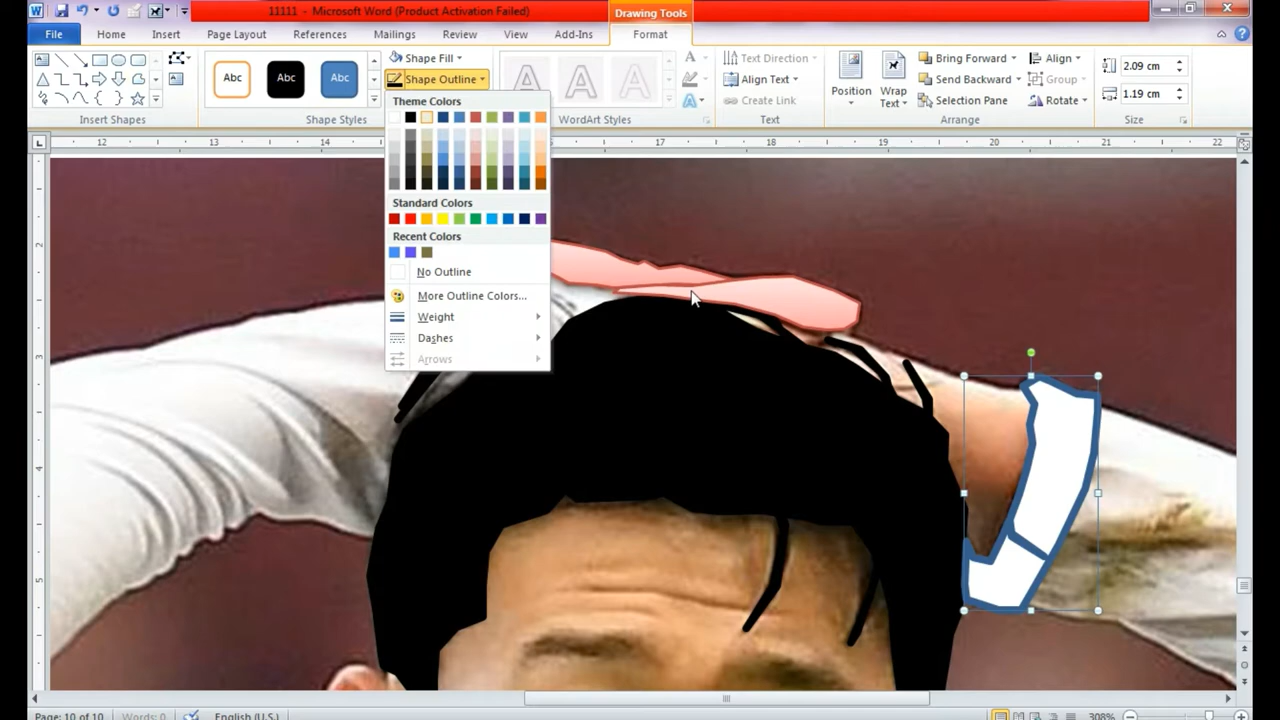 11111 - Microsoft Word (Product Activation Failed)
Drawing Tools
File Home Insert Page Layout References Mailings Review View Add-Ins Format
Abc Abc Abc
Shape Fill
Shape Outline
A A A
A
A
Text Direction
Align Text
Create Link
Position
Wrap
Text
Bring Forward
Send Backward
Selection Pane
Align
Group
Rotate
2.09 cm
1.19 cm
Insert Shapes Shape Styles WordArt Styles Text Arrange Size
Theme Colors
Standard Colors
Recent Colors
No Outline
More Outline Colors...
Weight
Dashes
Arrows
12 13 14 17 18 19 20 21 22
2
3
4
5
Page: 10 of 10 Words: 0 English (U.S.) 308%